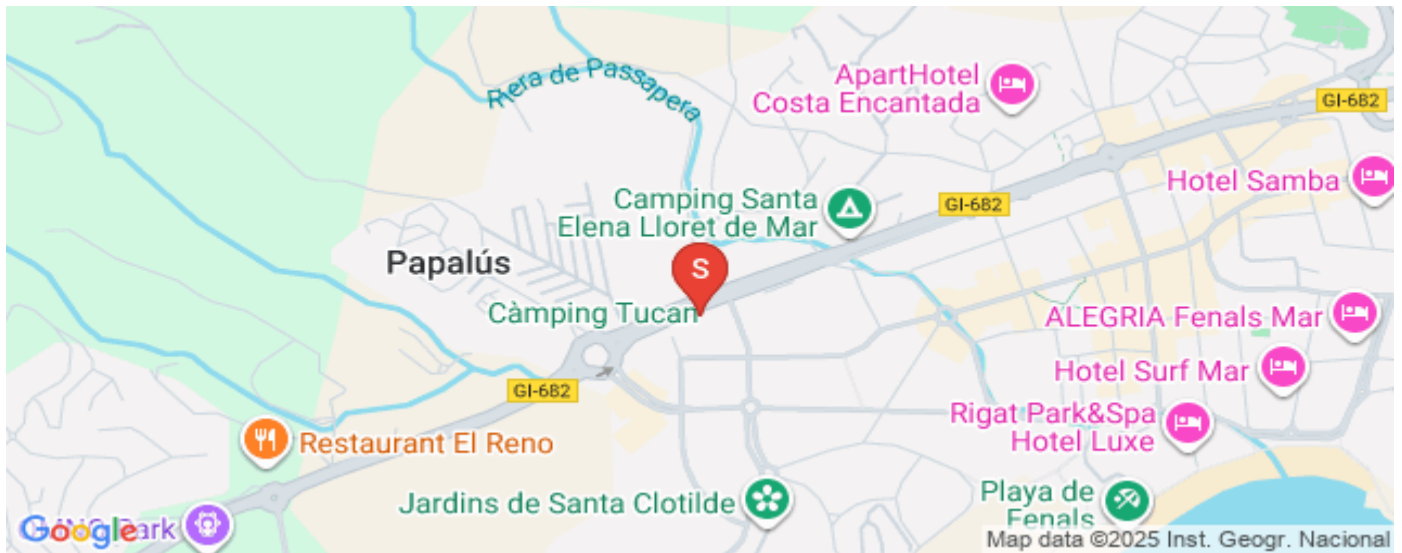 Riera de Passapera
ApartHotel
Costa Encantada
GI-682
Hotel Samba
Camping Santa
Elena Lloret de Mar
GI-682
Papalús
S
Càmping Tucan
ALEGRIA Fenals Mar
Hotel Surf Mar
GI-682
Rigat Park&Spa
Hotel Luxe
Restaurant El Reno
Jardins de Santa Clotilde
Playa de
Fenals
Google
Park
Map data ©2025 Inst. Geogr. Nacional